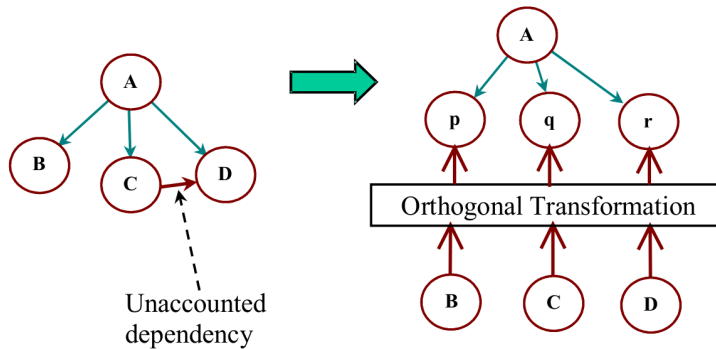 A
B
C
D
Unaccounted
dependency
A
p
q
r
Orthogonal Transformation
B
C
D